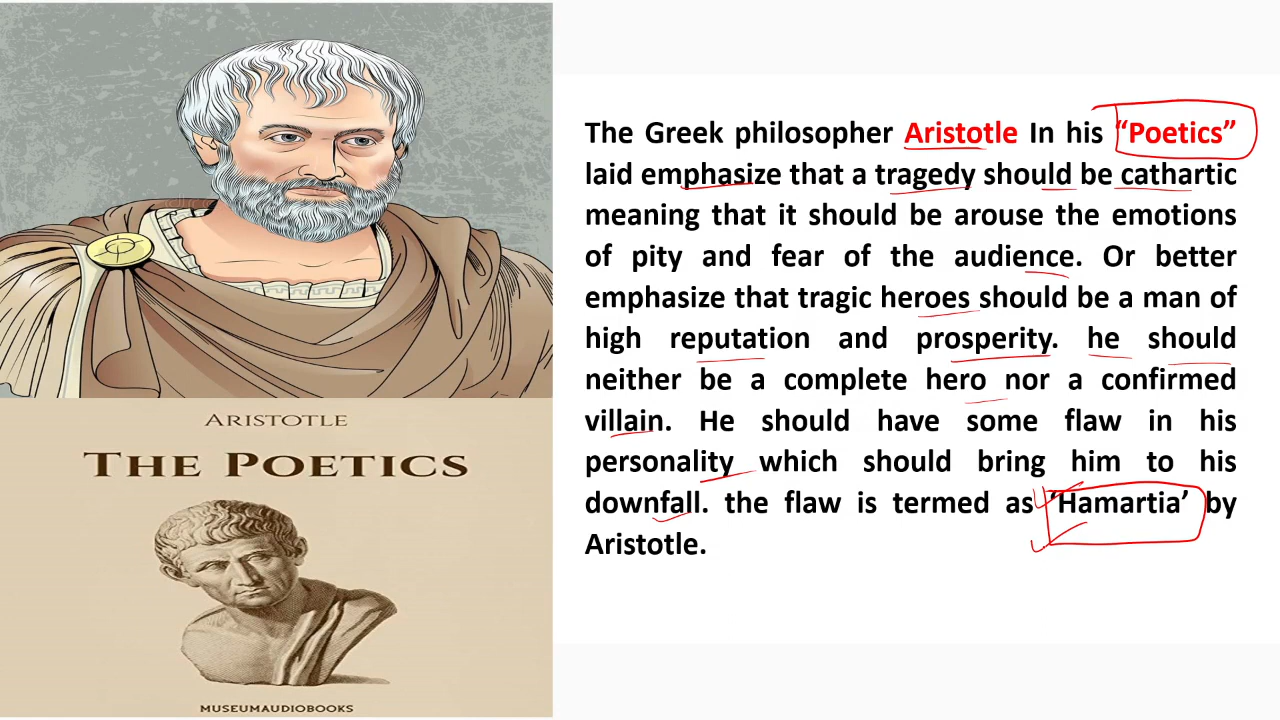 The Greek philosopher Aristotle In his “Poetics”
laid emphasize that a tragedy should be cathartic
meaning that it should be arouse the emotions
of pity and fear of the audience. Or better
emphasize that tragic heroes should be a man of
high reputation and prosperity. he should
neither be a complete hero nor a confirmed
villain. He should have some flaw in his
personality which should bring him to his
downfall. the flaw is termed as ‘Hamartia’ by
Aristotle.
ARISTOTLE
THE POETICS
MUSEUMAUDIOBOOKS